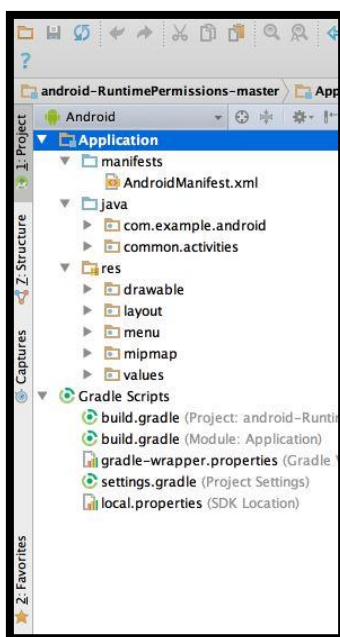 ?
android-RuntimePermissions-master App
Android
Application
manifests
AndroidManifest.xml
java
com.example.android
common.activities
res
drawable
layout
menu
mipmap
values
Gradle Scripts
build.gradle (Project: android-Runti
build.gradle (Module: Application)
gradle-wrapper.properties (Gradle V
settings.gradle (Project Settings)
local.properties (SDK Location)
1: Project
Z: Structure
Captures
2: Favorites